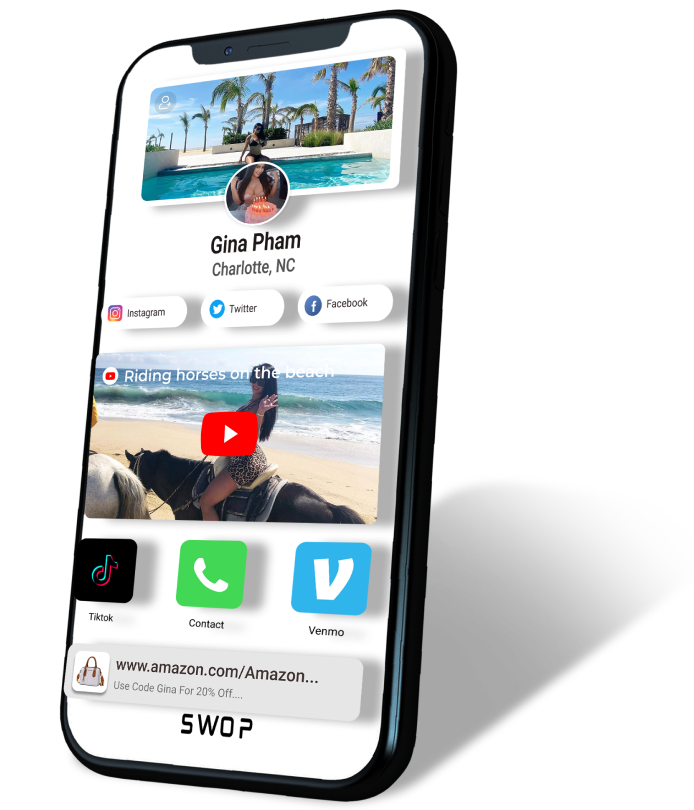 Gina Pham
Charlotte, NC
Instagram
Twitter
Facebook
Riding horses on the beach
Tiktok
Contact
Venmo
www.amazon.com/Amazon...
Use Code Gina For 20% Off....
SWOP